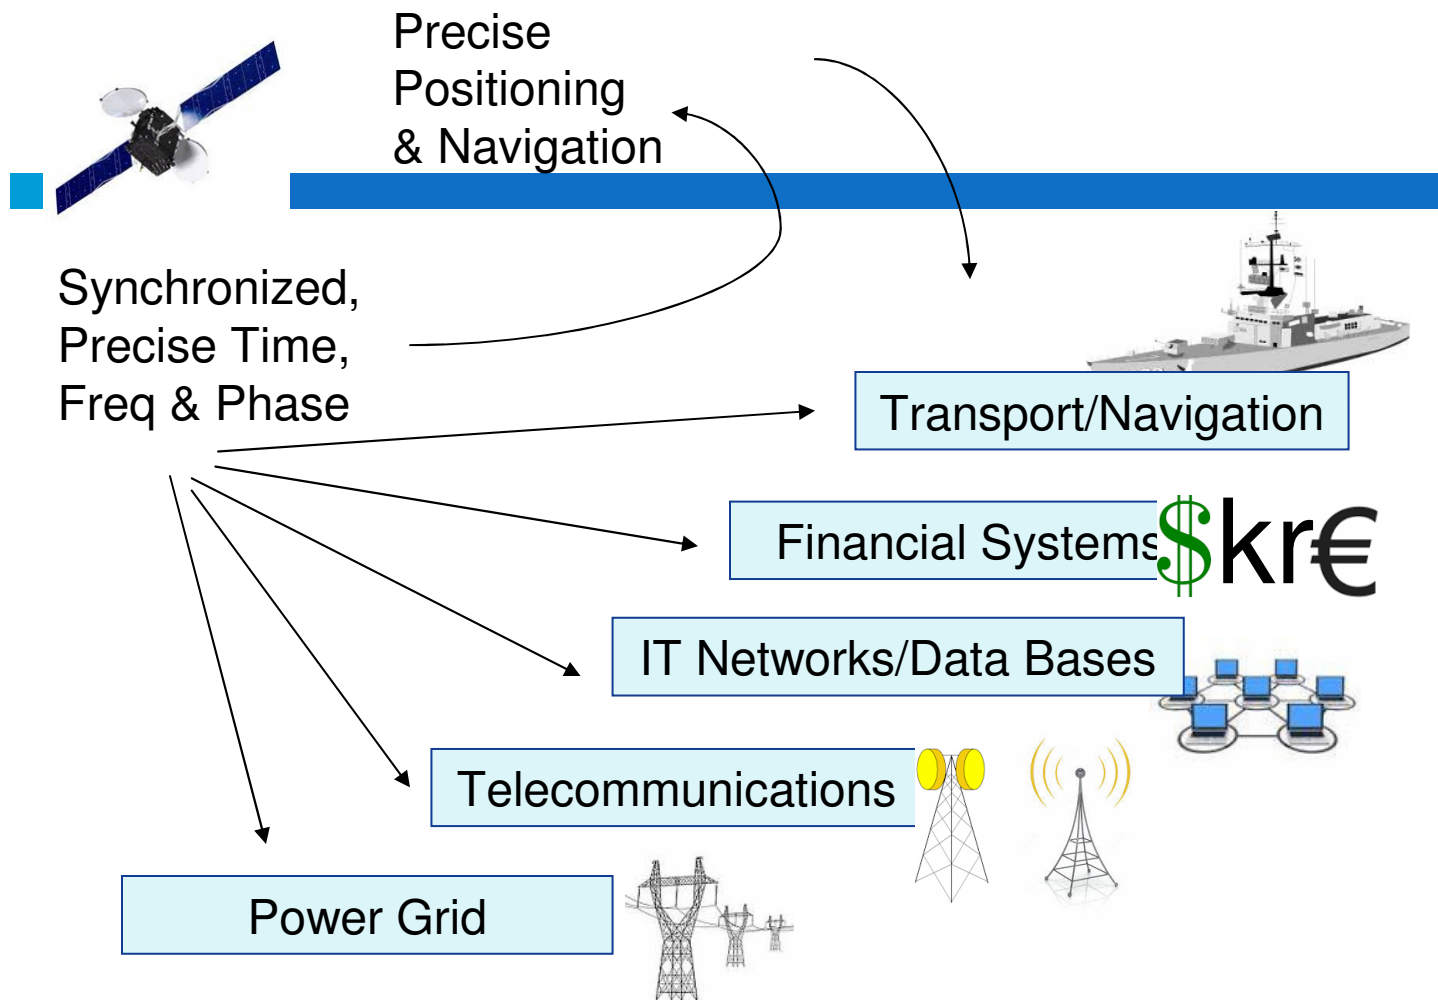 Precise
Positioning
& Navigation
Synchronized,
Precise Time,
Freq & Phase
Transport/Navigation
Financial Systems
$kr€
IT Networks/Data Bases
Telecommunications
Power Grid